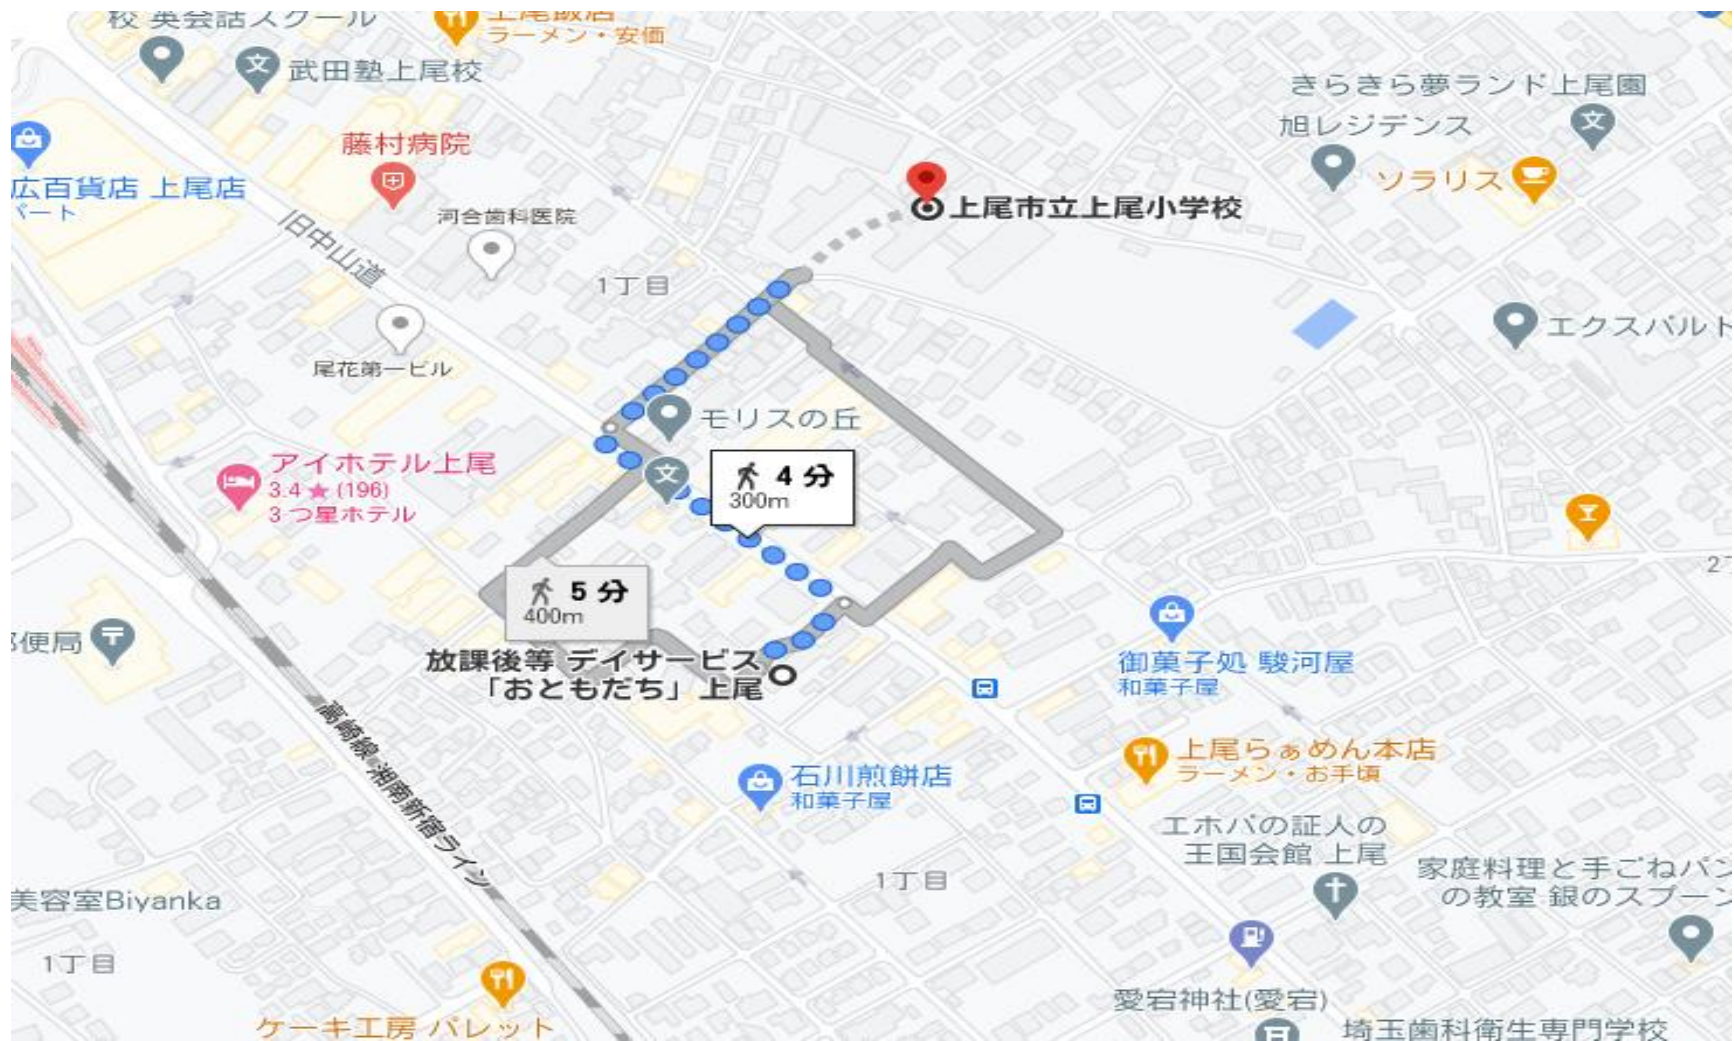 校 英会話スクール
上尾飯店
ラーメン・安価
武田塾上尾校
きらきら夢ランド上尾園
旭レジデンス
ソラリス
藤村病院
広百貨店 上尾店
パート
河合歯科医院
旧中山道
上尾市立上尾小学校
1丁目
エクスバルト
尾花第一ビル
モリスの丘
アイホテル上尾
3.4 ★ (196)
3 つ星ホテル
4 分
300m
5 分
400m
2丁
便局
放課後等 デイサービス
「おともだち」上尾
御菓子処 駿河屋
和菓子屋
高崎線・湘南新宿ライン
上尾らぁめん本店
ラーメン・お手頃
石川煎餅店
和菓子屋
エホバの証人の
王国会館 上尾
家庭料理と手ごねパン
の教室 銀のスプーン
1丁目
美容室Biyanka
1丁目
愛宕神社(愛宕)
ケーキ工房 パレット
埼玉歯科衛生専門学校